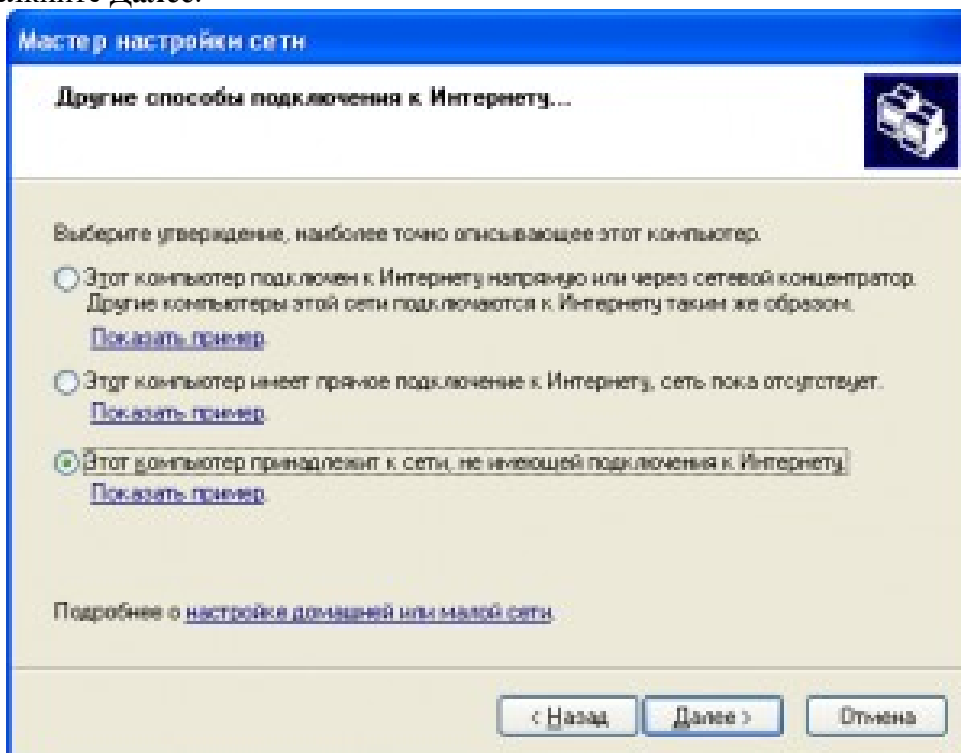 Далее.
Мастер настройки сети
Другие способы подключения к Интернету...
Выберите утверждение, наиболее точно описывающее этот компьютер.
Этот компьютер подключен к Интернету напрямую или через сетевой концентратор.
Другие компьютеры этой сети подключаются к Интернету таким же образом.
Показать пример.
Этот компьютер имеет прямое подключение к Интернету, сеть пока отсутствует.
Показать пример.
Этот компьютер принадлежит к сети, не имеющей подключения к Интернету.
Показать пример.
Подробнее о настройке домашней или малой сети.
< Назад Далее > Отмена